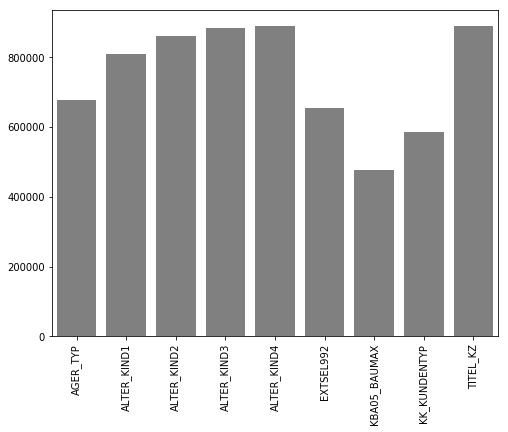 800000
600000
400000
200000
0
AGER_TYP
ALTER_KIND1
ALTER_KIND2
ALTER_KIND3
ALTER_KIND4
EXTSEL992
KBA05_BAUMAX
KK_KUNDENTYP
TITEL_KZ